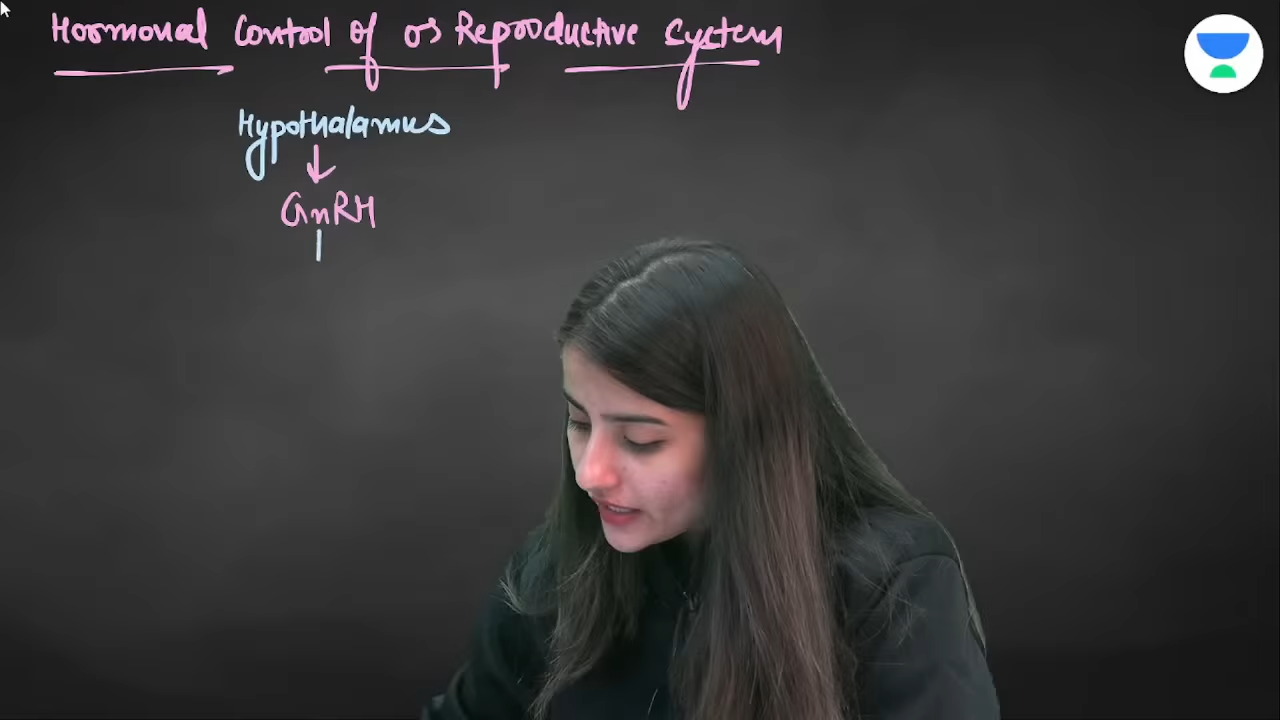 Hormonal Control of ♂ Reproductive System
Hypothalamus
↓
GnRH